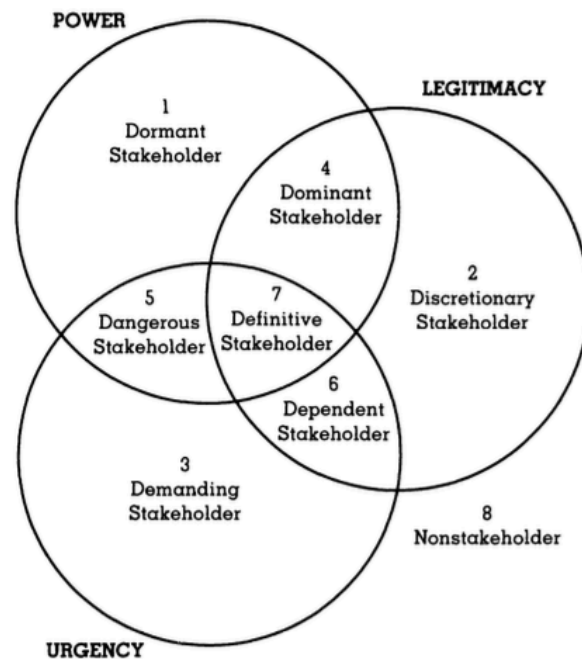 POWER
1
Dormant
Stakeholder
LEGITIMACY
4
Dominant
Stakeholder
2
Discretionary
Stakeholder
5
Dangerous
Stakeholder
7
Definitive
Stakeholder
6
Dependent
Stakeholder
3
Demanding
Stakeholder
8
Nonstakeholder
URGENCY